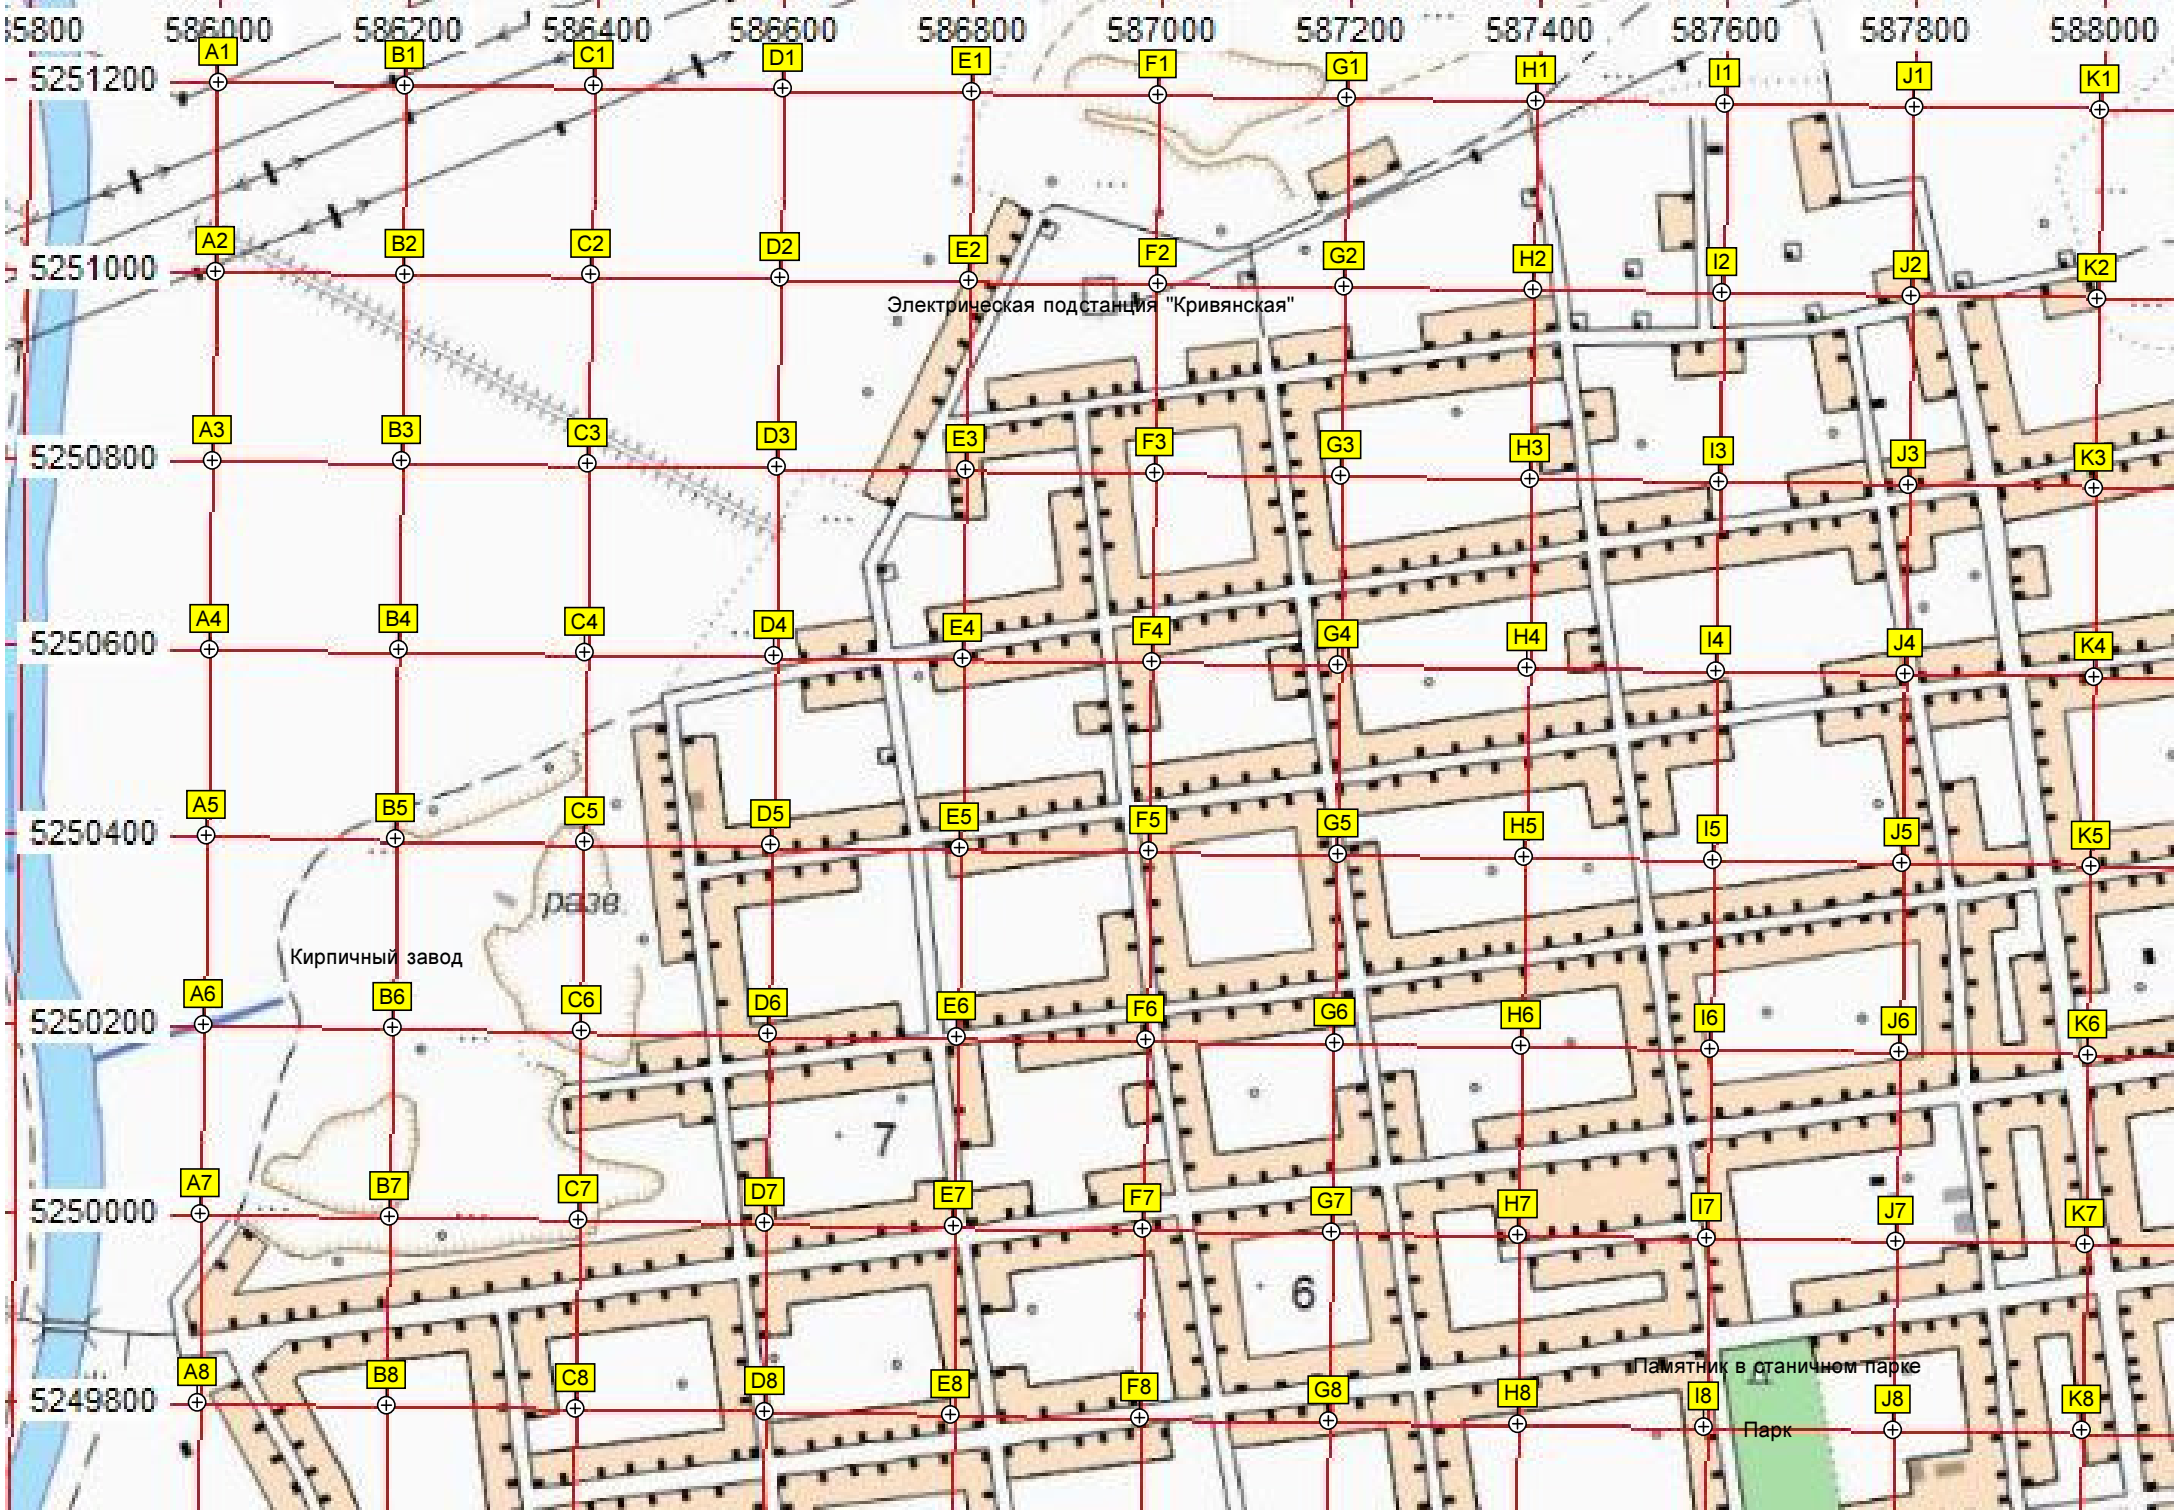 85800 586000 586200 586400 586600 586800 587000 587200 587400 587600 587800 588000
A1 B1 C1 D1 E1 F1 G1 H1 I1 J1 K1
5251200
A2 B2 C2 D2 E2 F2 G2 H2 I2 J2 K2
5251000
Электрическая подстанция "Кривянская"
A3 B3 C3 D3 E3 F3 G3 H3 I3 J3 K3
5250800
A4 B4 C4 D4 E4 F4 G4 H4 I4 J4 K4
5250600
A5 B5 C5 D5 E5 F5 G5 H5 I5 J5 K5
5250400
разв.
Кирпичный завод
A6 B6 C6 D6 E6 F6 G6 H6 I6 J6 K6
5250200
7
A7 B7 C7 D7 E7 F7 G7 H7 I7 J7 K7
5250000
6
Памятник в станичном парке
A8 B8 C8 D8 E8 F8 G8 H8 I8 J8 K8
5249800
Парк